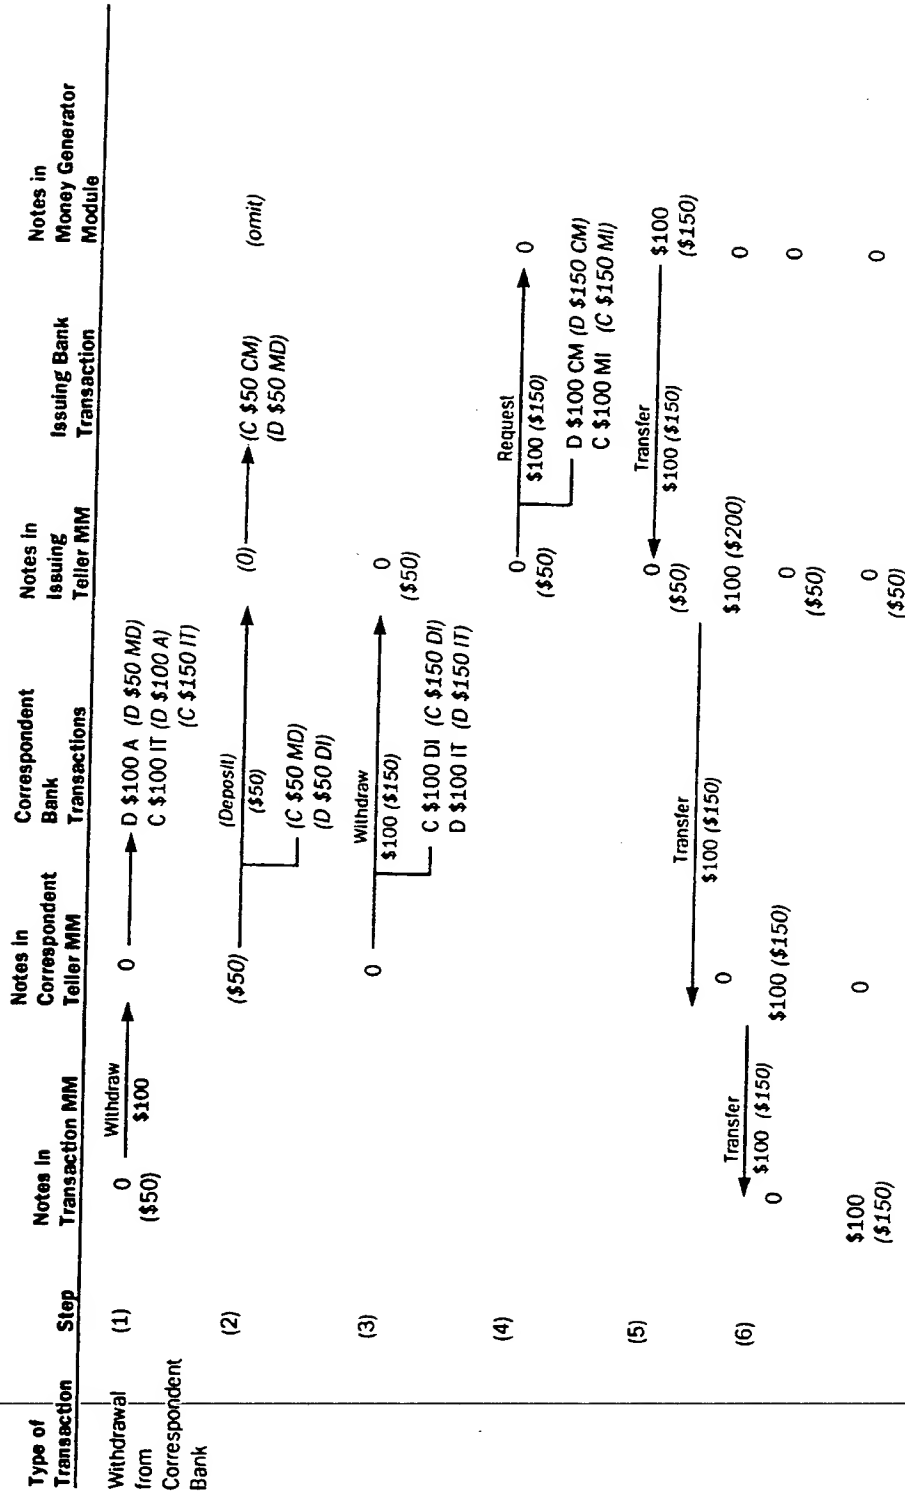 Type of
Transaction
Step
Notes in
Transaction MM
Notes in
Correspondent
Teller MM
Correspondent
Bank
Transactions
Notes in
Issuing
Teller MM
Issuing Bank
Transaction
Notes in
Money Generator
Module
Withdrawal
from
Correspondent
Bank
(1)
0
($50)
Withdraw
$100
0
D $100 A (D $50 MD)
C $100 IT (D $100 A)
(C $150 IT)
(2)
($50)
(Deposit)
($50)
(C $50 MD)
(D $50 DI)
(0)
(C $50 CM)
(D $50 MD)
(omit)
(3)
0
Withdraw
$100 ($150)
C $100 DI (C $150 DI)
D $100 IT (D $150 IT)
0
($50)
(4)
0
($50)
Request
$100 ($150)
D $100 CM (D $150 CM)
C $100 MI (C $150 MI)
0
(5)
0
($50)
Transfer
$100 ($150)
$100
($150)
(6)
Transfer
$100 ($150)
0
$100 ($200)
0
Transfer
$100 ($150)
0
$100 ($150)
0
($50)
0
$100
($150)
0
0
($50)
0